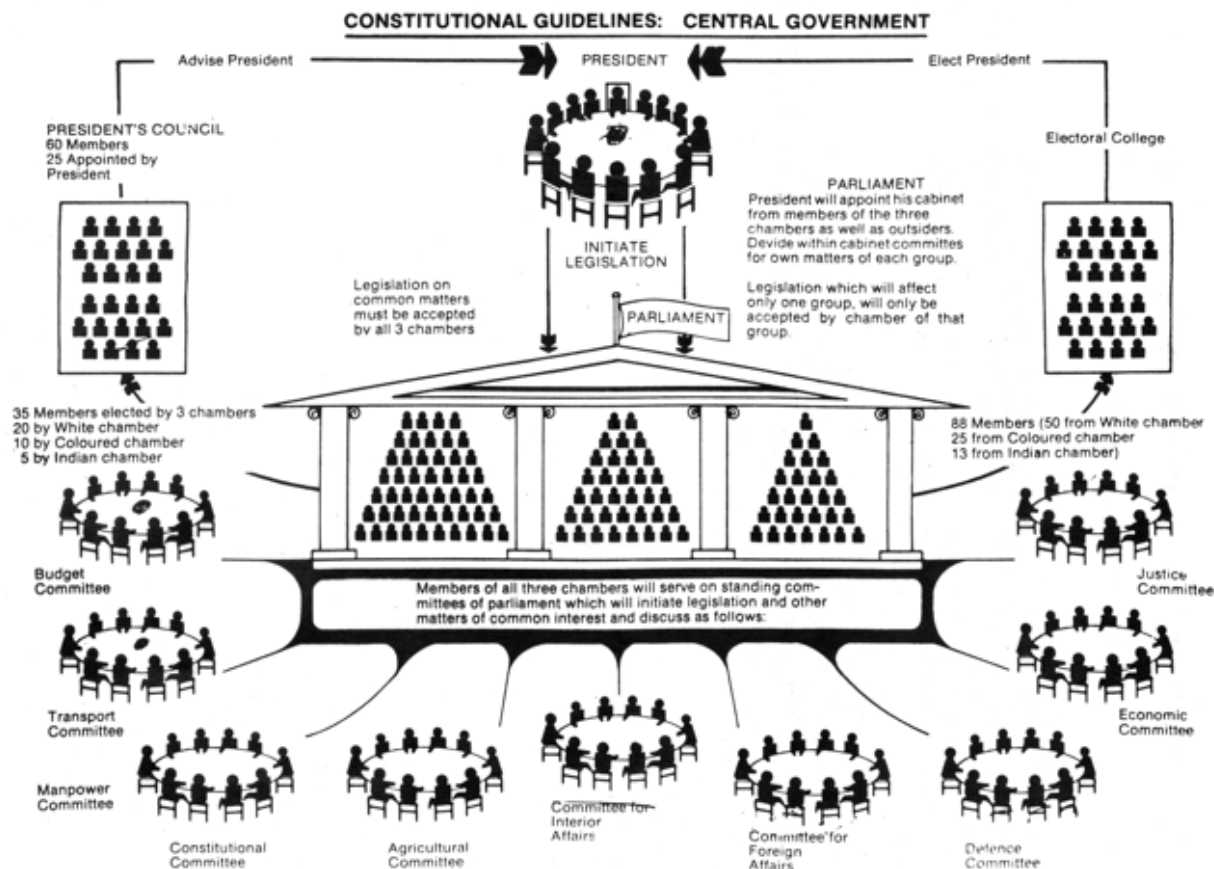 CONSTITUTIONAL GUIDELINES: CENTRAL GOVERNMENT
Advise President
PRESIDENT
Elect President
PRESIDENT'S COUNCIL
60 Members
25 Appointed by
President
Electoral College
PARLIAMENT
President will appoint his cabinet
from members of the three
chambers as well as outsiders.
Devide within cabinet committes
for own matters of each group.
Legislation which will affect
only one group, will only be
accepted by chamber of that
group.
INITIATE
LEGISLATION
Legislation on
common matters
must be accepted
by all 3 chambers
PARLIAMENT
35 Members elected by 3 chambers
20 by White chamber
10 by Coloured chamber
5 by Indian chamber
88 Members (50 from White chamber
25 from Coloured chamber
13 from Indian chamber)
Members of all three chambers will serve on standing com-
mittees of parliament which will initiate legislation and other
matters of common interest and discuss as follows:
Budget
Committee
Justice
Committee
Transport
Committee
Economic
Committee
Manpower
Committee
Constitutional
Committee
Agricultural
Committee
Committee for
Interior
Affairs
Committee for
Foreign
Affairs
Defence
Committee